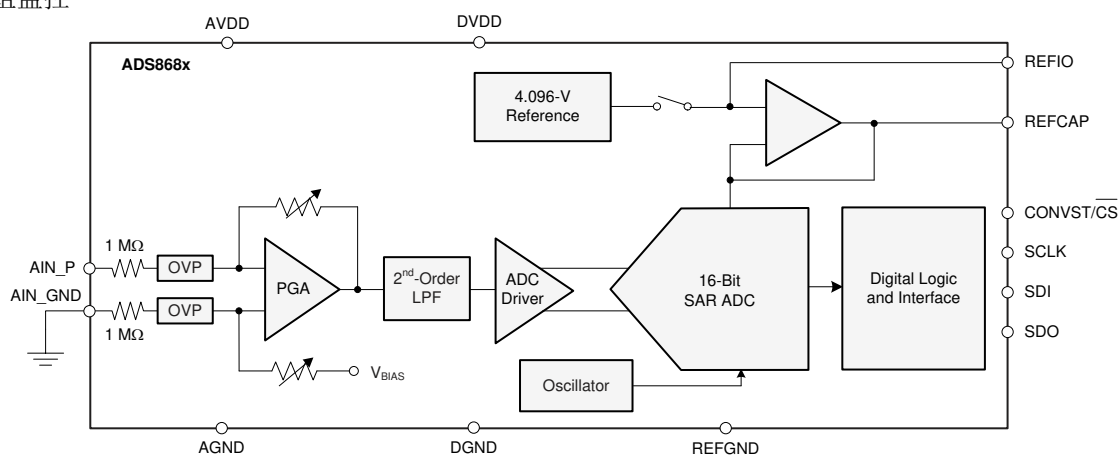 AVDD
DVDD
ADS868x
REFIO
4.096-V
Reference
REFCAP
CONVST/CS
1 MΩ
OVP
AIN_P
SCLK
PGA
2nd-Order
LPF
ADC
Driver
16-Bit
SAR ADC
Digital Logic
and Interface
AIN_GND
OVP
SDI
1 MΩ
SDO
VBIAS
Oscillator
AGND
DGND
REFGND